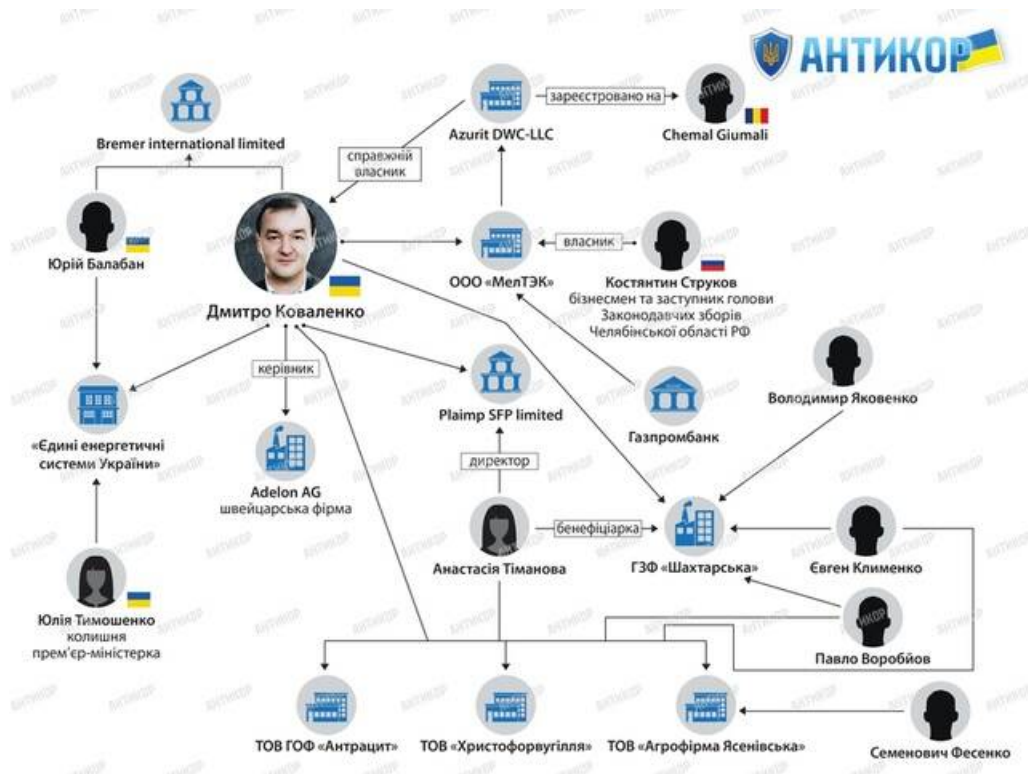 АНТИКОР
Bremer international limited
Azurit DWC-LLC
зареєстровано на
Chemal Giumali
справжній
власник
Юрій Балабан
Дмитро Коваленко
ООО «МелТЭК»
власник
Костянтин Струков
бізнесмен та заступник голови
Законодавчих зборів
Челябінської області РФ
керівник
Plaimp SFP limited
Газпромбанк
Володимир Яковенко
«Єдині енергетичні
системи України»
Adelon AG
швейцарська фірма
директор
Анастасія Тіманова
бенефіціарка
ГЗФ «Шахтарська»
Євген Клименко
Юлія Тимошенко
колишня
прем'єр-міністерка
Павло Воробйов
ТОВ ГОФ «Антрацит»
ТОВ «Христофорвугілля»
ТОВ «Агрофірма Ясенівська»
Семенович Фесенко